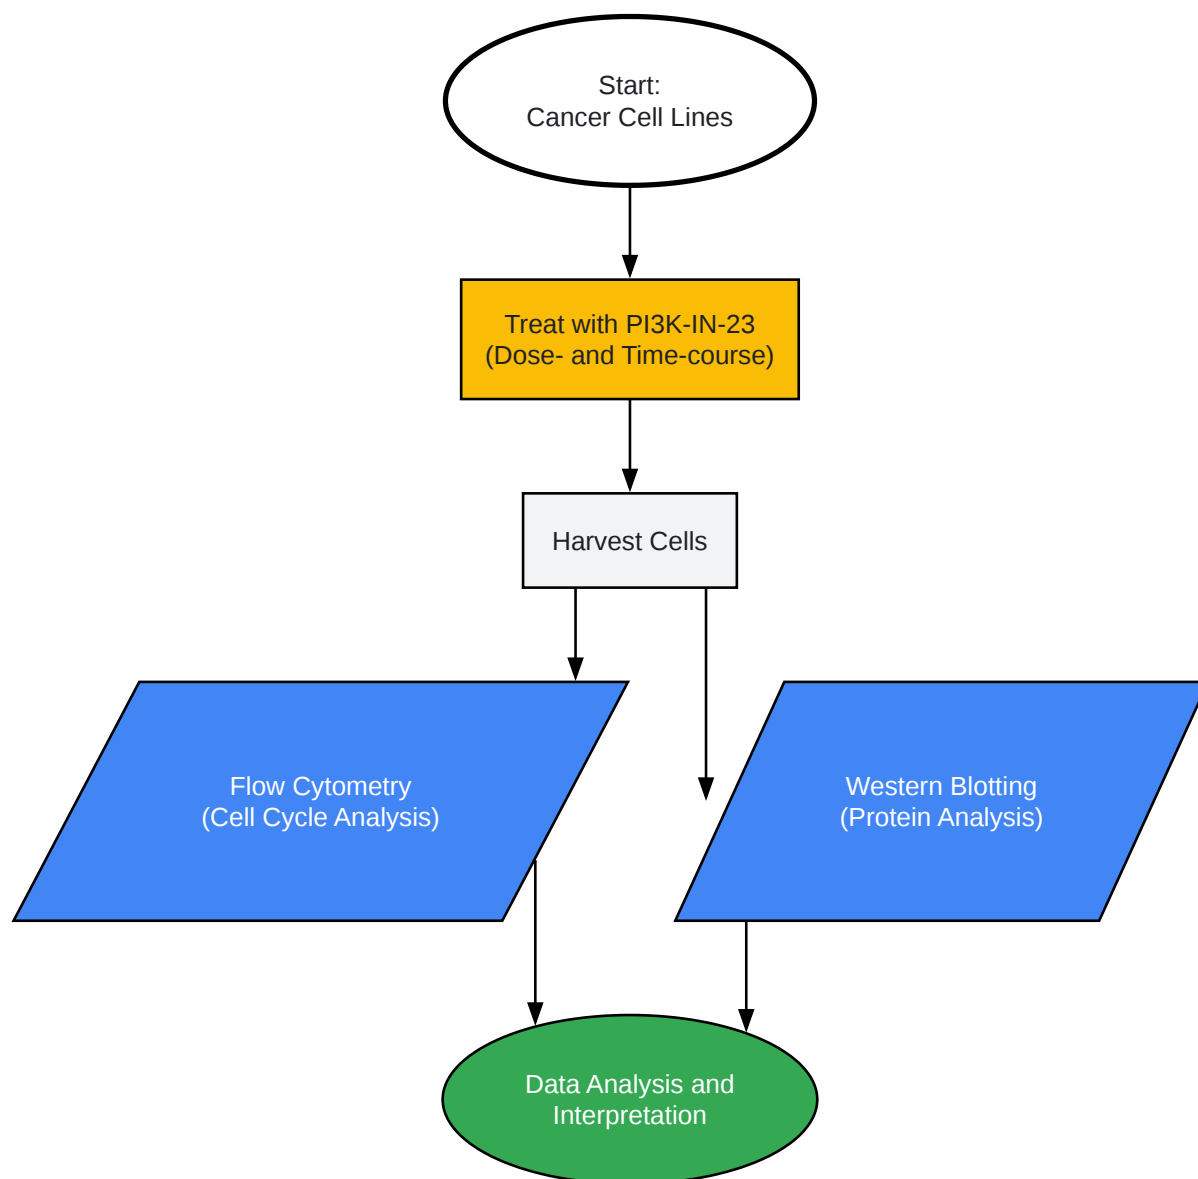 Start:
Cancer Cell Lines
Treat with PI3K-IN-23
(Dose- and Time-course)
Harvest Cells
Flow Cytometry
(Cell Cycle Analysis)
Western Blotting
(Protein Analysis)
Data Analysis and
Interpretation